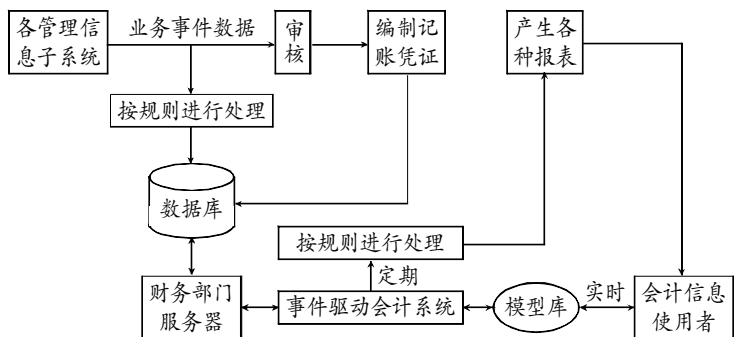 各管理信
息子系统
业务事件数据
审
核
编制记
账凭证
产生各
种报表
按规则进行处理
数据库
按规则进行处理
定期
财务部门
服务器
事件驱动会计系统
模型库
实时
会计信息
使用者